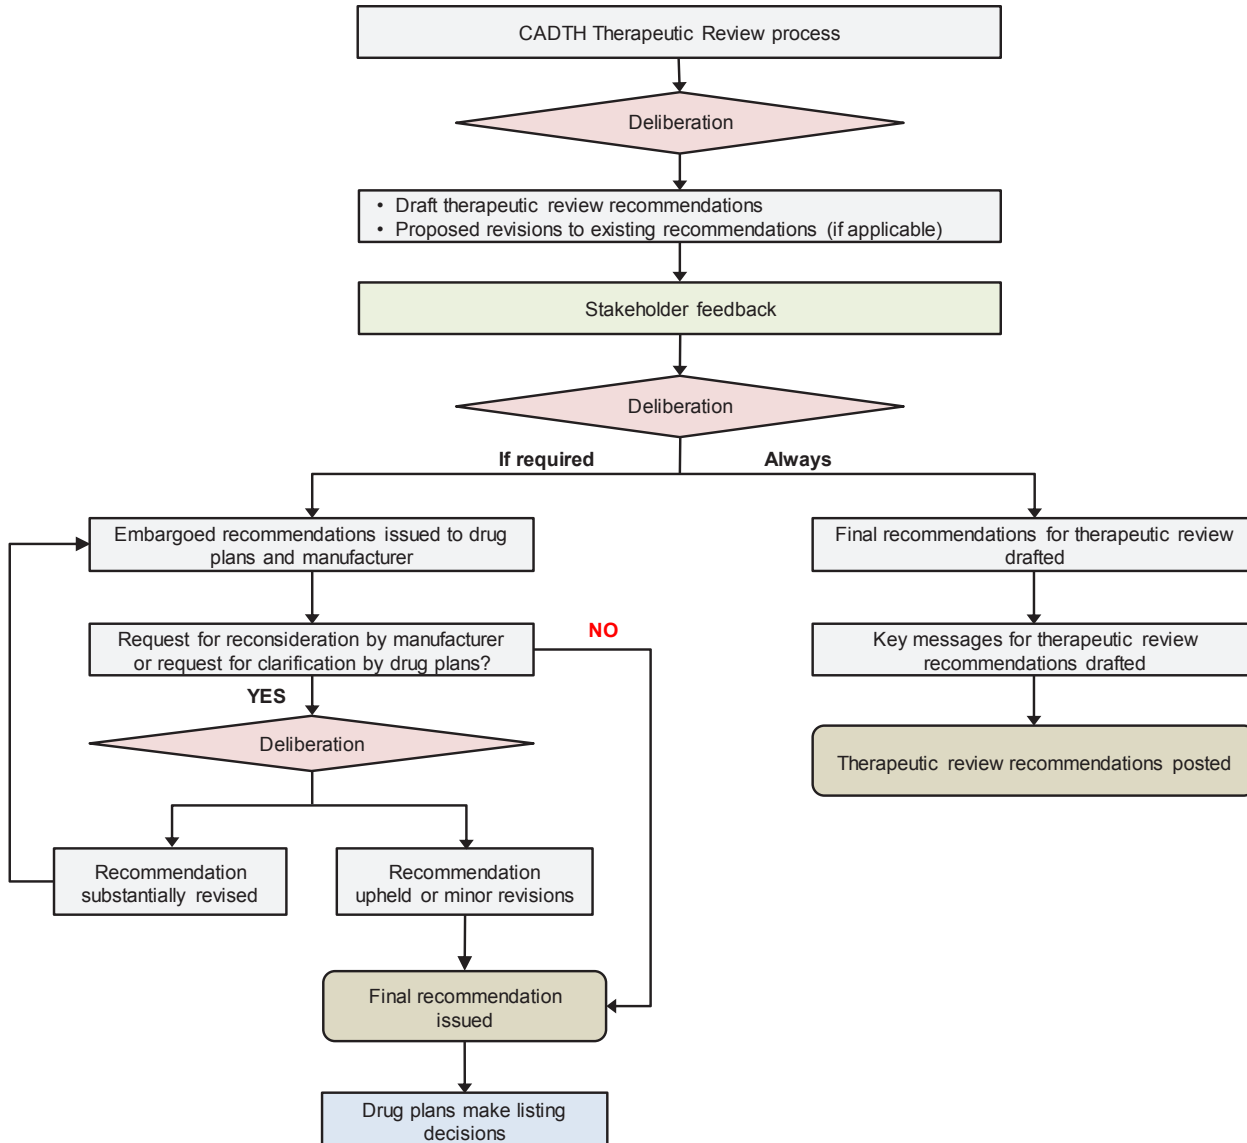 CADTH Therapeutic Review process
Deliberation
• Draft therapeutic review recommendations
• Proposed revisions to existing recommendations (if applicable)
Stakeholder feedback
Deliberation
If required
Always
Embargoed recommendations issued to drug
plans and manufacturer
Final recommendations for therapeutic review
drafted
Request for reconsideration by manufacturer
or request for clarification by drug plans?
NO
Key messages for therapeutic review
recommendations drafted
YES
Deliberation
Therapeutic review recommendations posted
Recommendation
substantially revised
Recommendation
upheld or minor revisions
Final recommendation
issued
Drug plans make listing
decisions